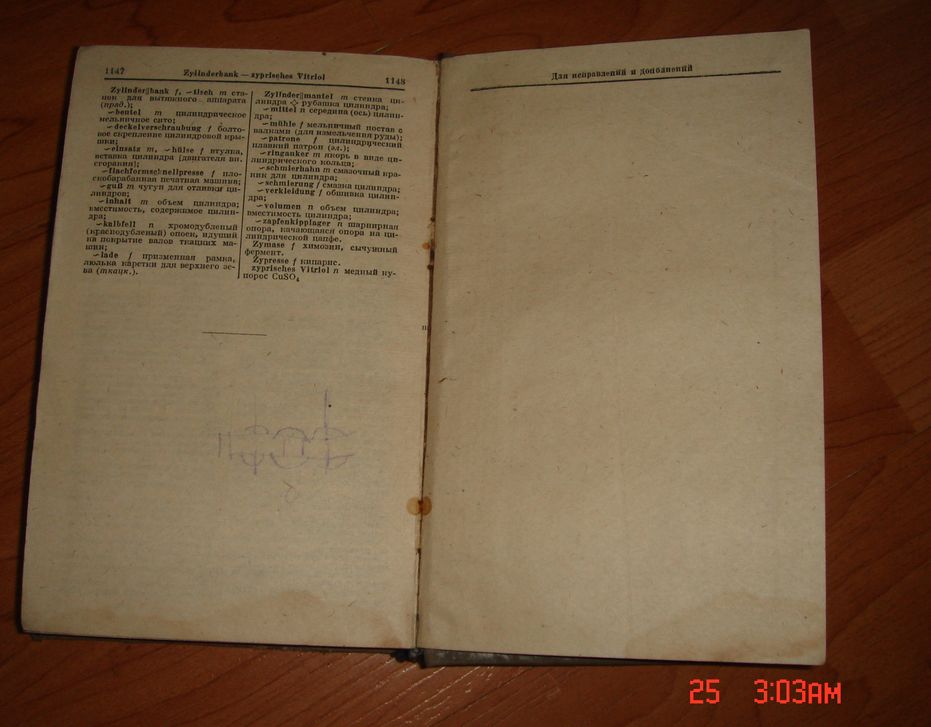 1147
Zylinderbank — zyprisches Vitriol
1148
Zylinder||bank f, ~tisch m ста-
нок для вытяжного аппарата
(пряд.);
~beutel m цилиндрическое
мельничное сито;
~deckelverschraubung f болто-
вое скрепление цилиндровой кры-
шки;
~einsatz m, ~hülse f втулка,
вставка цилиндра (двигателя вн.
сгорания);
~flachformschnellpresse f пло-
скобарабанная печатная машина;
~guß m чугун для отливки ци-
линдров;
~inhalt m объем цилиндра;
вместимость, содержимое цилин-
дра;
~kalbfell n хромодубленый
(краснодубленый) опоек, идущий
на покрытие валов ткацких ма-
шин;
~lade f призменная рамка,
люлька каретки для верхнего зе-
ва (ткацк.).
Zylinder||mantel m стенка ци-
линдра ⁘ рубашка цилиндра;
~mittel n середина (ось) цилин-
дра;
~mühle f мельничный постав с
валками (для измельчения руды);
~patrone f цилиндрический
плавкий патрон (эл.);
~ringanker m якорь в виде ци-
линдрического кольца;
~schmierhahn m смазочный кра-
ник для цилиндра;
~schmierung f смазка цилиндра;
~verkleidung f обшивка цилин-
дра;
~volumen n объем цилиндра;
вместимость цилиндра;
~zapfenkipplager n шарнирная
опора, качающаяся опора на ци-
линдрической цапфе.
Zymase f химозин, сычужный
фермент.
Zypresse f кипарис.
zyprisches Vitriol n медный ку-
порос CuSO₄
Для исправлений и дополнений
25 3:03AM